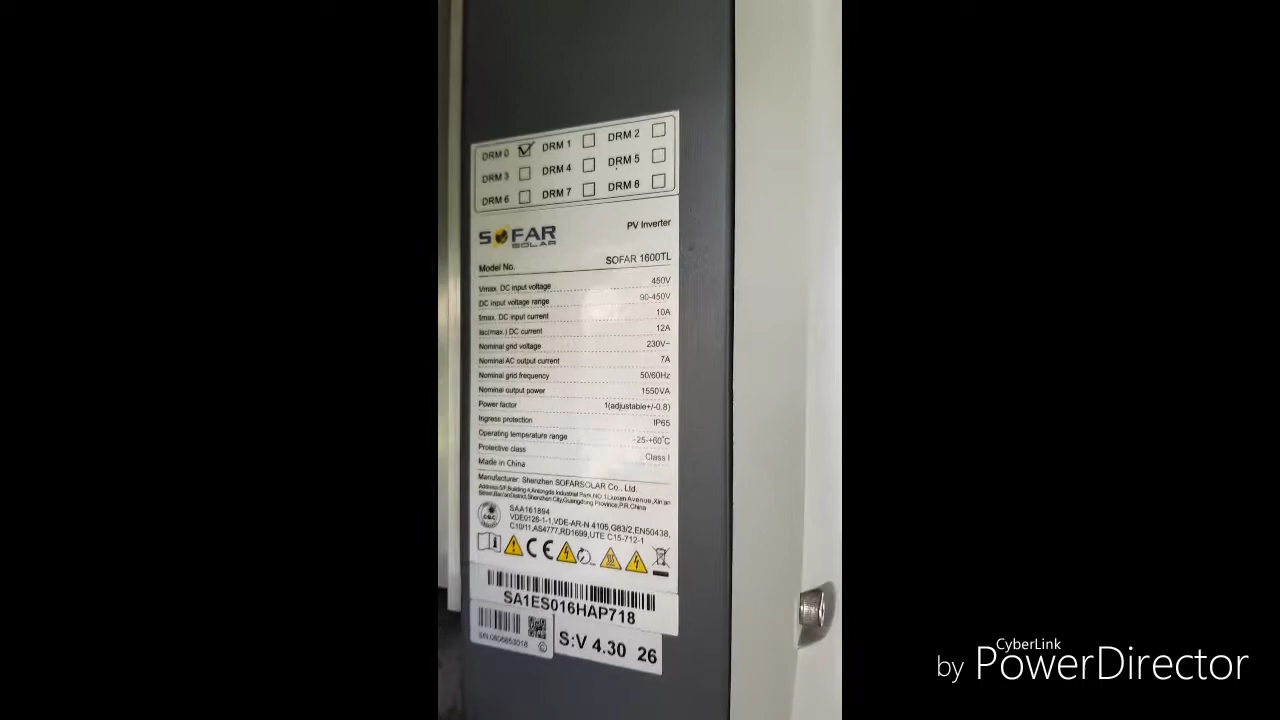 DRM 0 DRM 1 DRM 2
DRM 3 DRM 4 DRM 5
DRM 6 DRM 7 DRM 8
SOFAR SOLAR PV Inverter
Model No. SOFAR 1600TL
Vmax. DC input voltage 450V
DC input voltage range 90-450V
Imax. DC input current 10A
Isc(max.) DC current 12A
Nominal grid voltage 230V~
Nominal AC output current 7A
Nominal grid frequency 50/60Hz
Nominal output power 1550VA
Power factor 1(adjustable+/-0.8)
Ingress protection IP65
Operating temperature range -25-+60°C
Protective class Class I
Made in China
Manufacturer: Shenzhen SOFARSOLAR Co., Ltd.
Address:5/F,Building 4,Antongda Industrial Park,NO.1 Liuxian Avenue,Xin'an
Street,Bao'an District,Shenzhen City,Guangdong Province,P.R.China
CQC
SAA161894
VDE0126-1-1,VDE-AR-N 4105,G83/2,EN50438,
C10/11,AS4777,RD1699,UTE C15-712-1
CE
SA1ES016HAP718
S:V 4.30 26
CyberLink
by PowerDirector